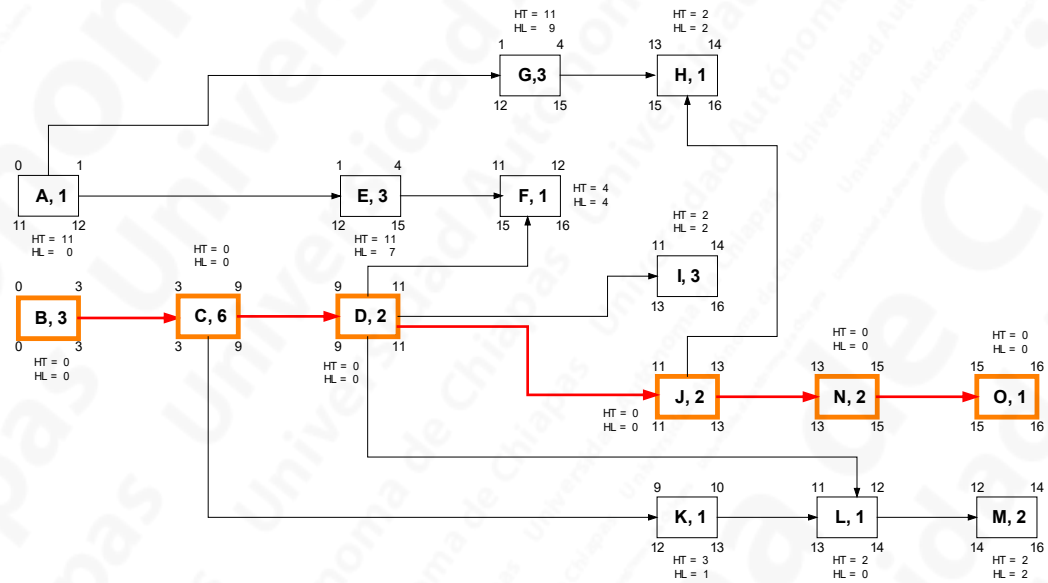 HT = 11
HL = 9
1 4
G,3
12 15
HT = 2
HL = 2
13 14
H, 1
15 16
0 1
A, 1
11 12
HT = 11
HL = 0
1 4
E, 3
12 15
HT = 11
HL = 7
11 12
F, 1
15 16
HT = 4
HL = 4
HT = 2
HL = 2
11 14
I, 3
13 16
0 3
B, 3
0 3
HT = 0
HL = 0
HT = 0
HL = 0
3 9
C, 6
3 9
9 11
D, 2
9 11
HT = 0
HL = 0
11 13
J, 2
11 13
HT = 0
HL = 0
HT = 0
HL = 0
13 15
N, 2
13 15
HT = 0
HL = 0
15 16
O, 1
15 16
9 10
K, 1
12 13
HT = 3
HL = 1
11 12
L, 1
13 14
HT = 2
HL = 0
12 14
M, 2
14 16
HT = 2
HL = 2
Universidad Autonoma de Chiapas